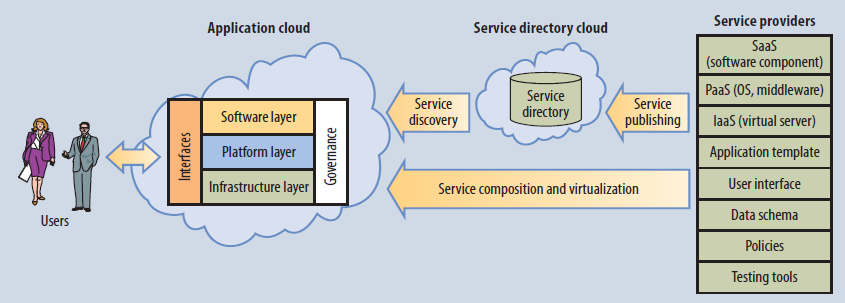 Application cloud
Service directory cloud
Service providers
Interfaces
Software layer
Platform layer
Infrastructure layer
Governance
Users
Service
discovery
Service
directory
Service
publishing
Service composition and virtualization
SaaS
(software component)
PaaS (OS, middleware)
IaaS (virtual server)
Application template
User interface
Data schema
Policies
Testing tools